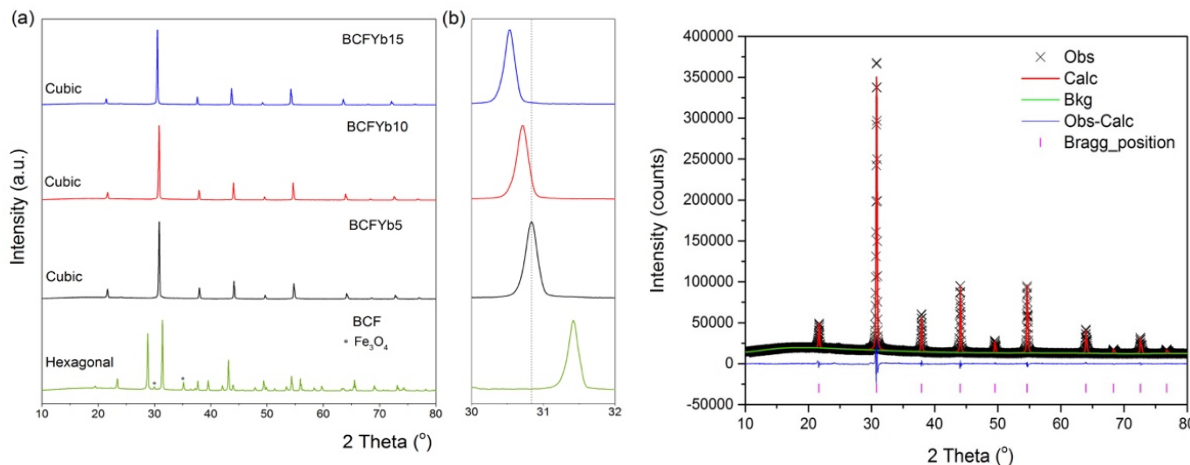 (a)
BCFYb15
Cubic
BCFYb10
Cubic
BCFYb5
Cubic
BCF
* Fe₃O₄
Hexagonal
*
*
Intensity (a.u.)
10 20 30 40 50 60 70 80
2 Theta (°)
(b)
30 31 32
400000
350000
300000
250000
200000
150000
100000
50000
0
-50000
Intensity (counts)
Obs
Calc
Bkg
Obs-Calc
Bragg_position
10 20 30 40 50 60 70 80
2 Theta (°)